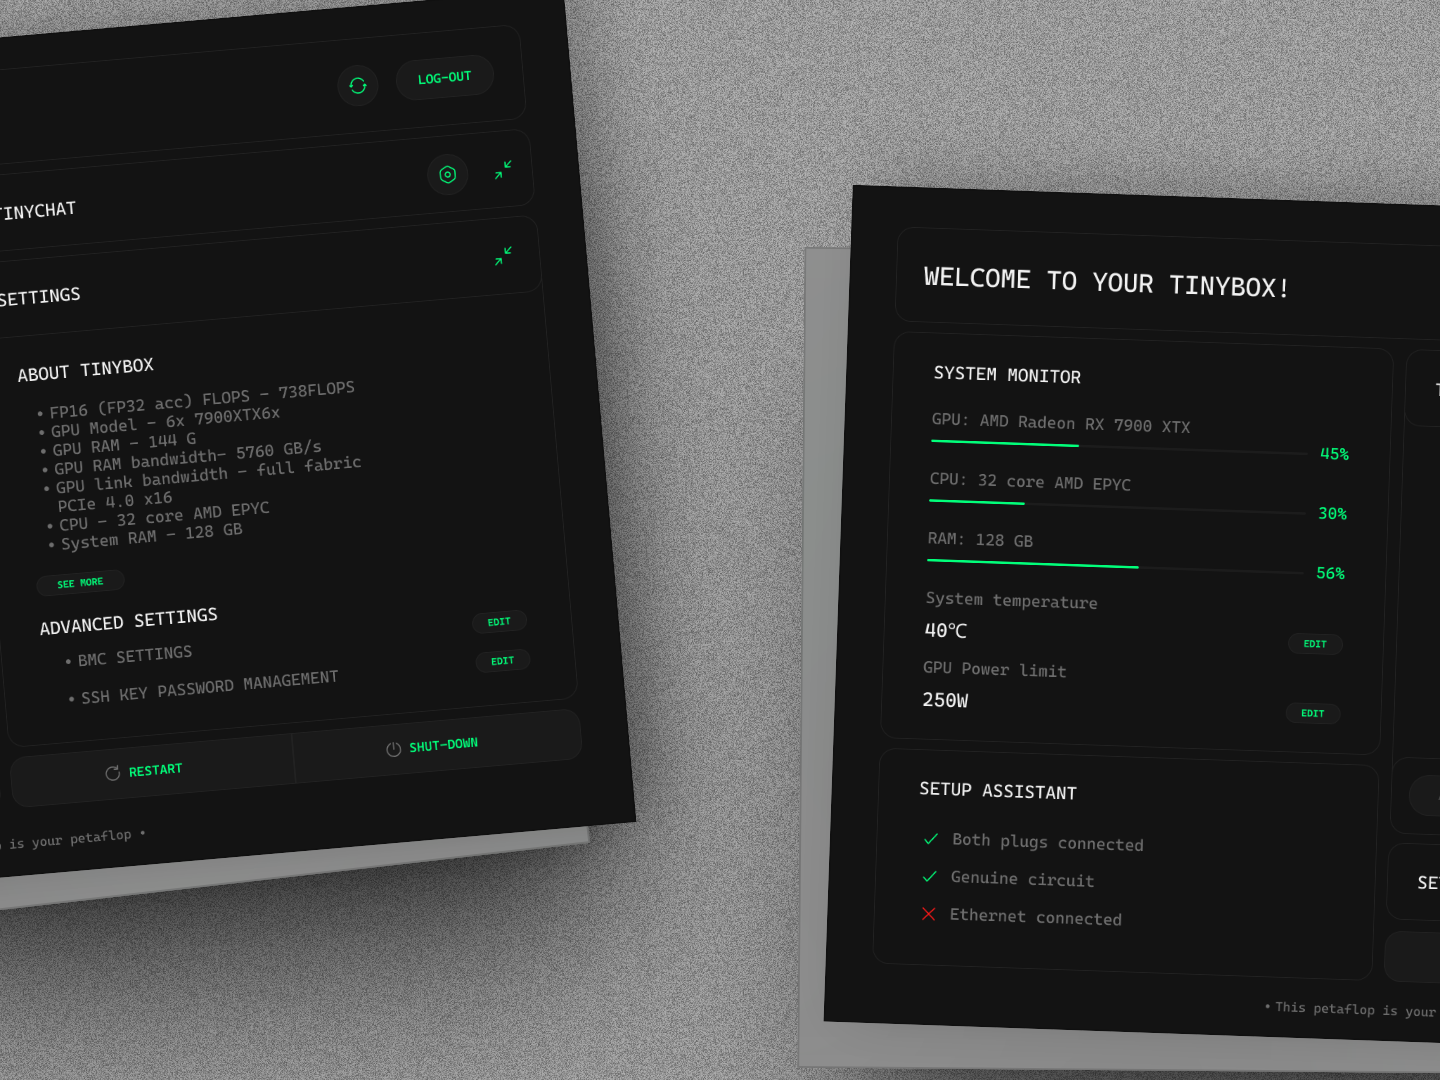 LOG-OUT
TINYCHAT
SETTINGS
ABOUT TINYBOX
• FP16 (FP32 acc) FLOPS - 738FLOPS
• GPU Model - 6x 7900XTX6x
• GPU RAM - 144 G
• GPU RAM bandwidth- 5760 GB/s
• GPU link bandwidth - full fabric
PCIe 4.0 x16
• CPU - 32 core AMD EPYC
• System RAM - 128 GB
SEE MORE
ADVANCED SETTINGS
• BMC SETTINGS
EDIT
• SSH KEY PASSWORD MANAGEMENT
EDIT
RESTART
SHUT-DOWN
is your petaflop •
WELCOME TO YOUR TINYBOX!
SYSTEM MONITOR
GPU: AMD Radeon RX 7900 XTX
45%
CPU: 32 core AMD EPYC
30%
RAM: 128 GB
56%
System temperature
40°C
EDIT
GPU Power limit
250W
EDIT
SETUP ASSISTANT
Both plugs connected
Genuine circuit
Ethernet connected
SE
• This petaflop is your